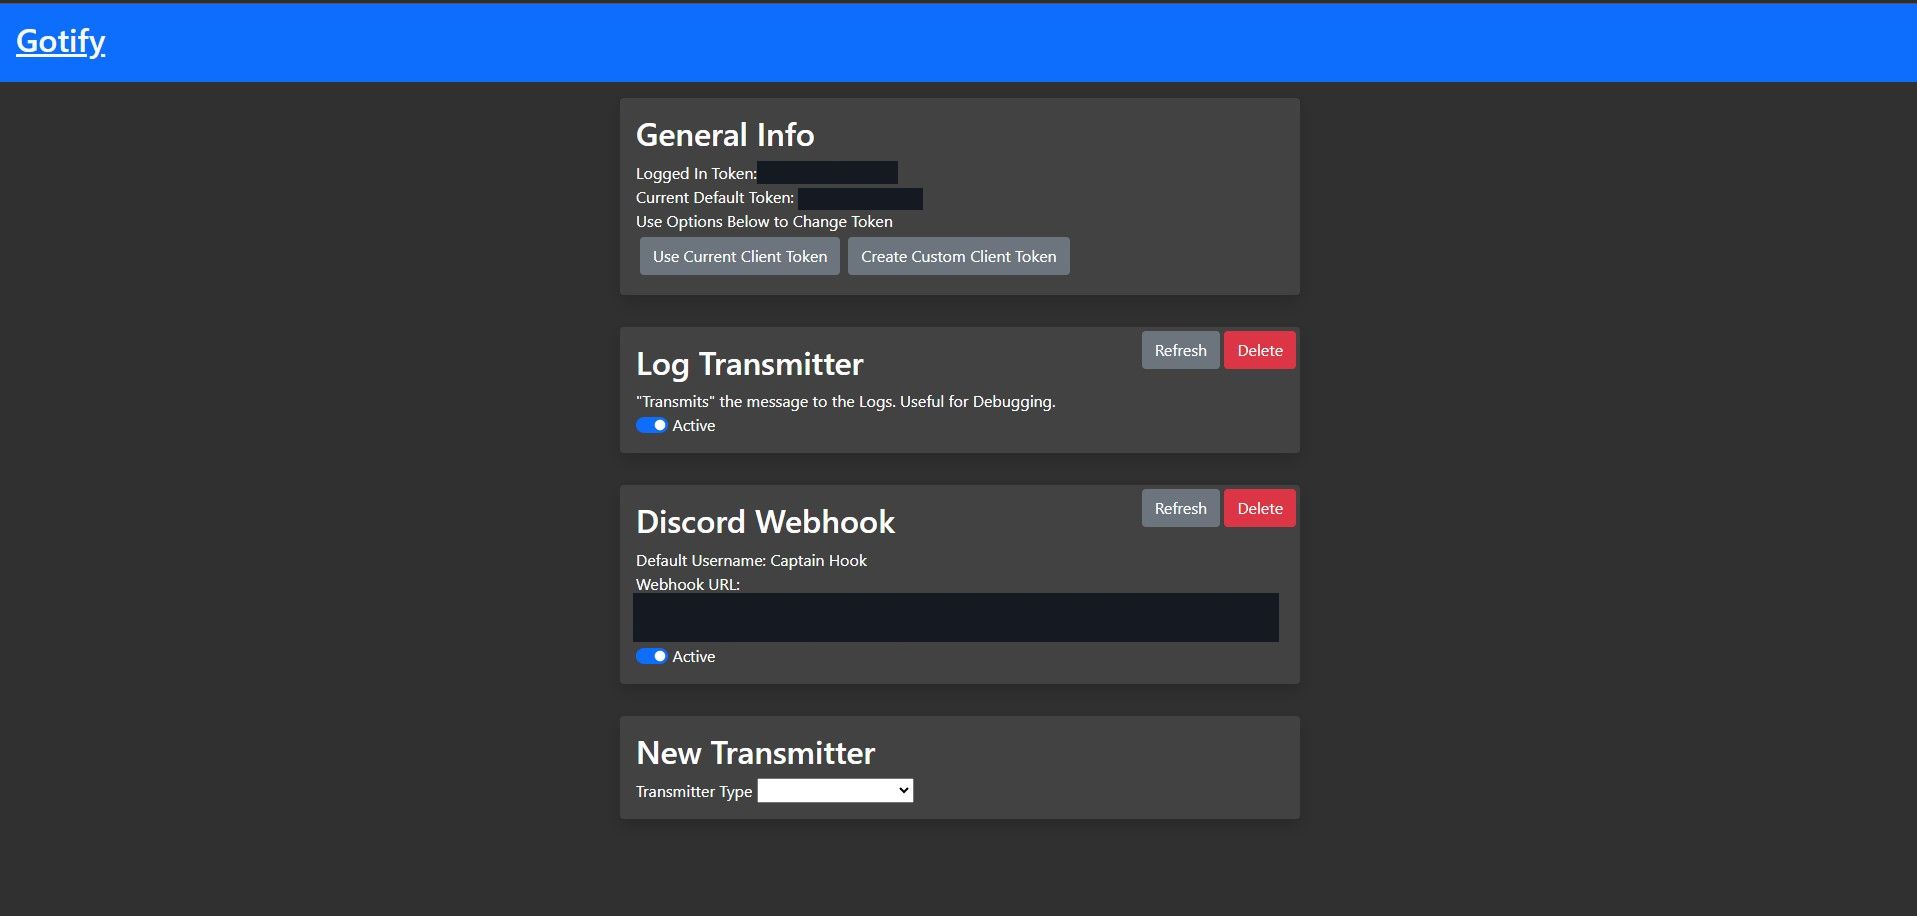 Gotify
General Info
Logged In Token:
Current Default Token:
Use Options Below to Change Token
Use Current Client Token Create Custom Client Token
Refresh Delete
Log Transmitter
"Transmits" the message to the Logs. Useful for Debugging.
Active
Refresh Delete
Discord Webhook
Default Username: Captain Hook
Webhook URL:
Active
New Transmitter
Transmitter Type